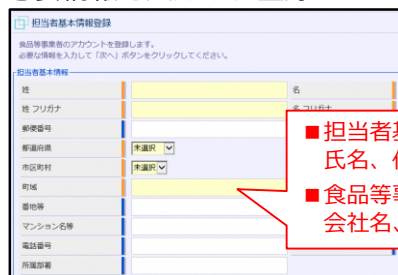 担当者基本情報登録
食品等事業者のアカウントを登録します。
必要な情報を入力して「次へ」ボタンをクリックしてください。
担当者基本情報
姓 名
姓 フリガナ 名 フリガナ
郵便番号
都道府県 未選択
市区町村 未選択
町域
番地等
マンション名等
電話番号
所属部署
■担当者
氏名、
■食品等
会社名、